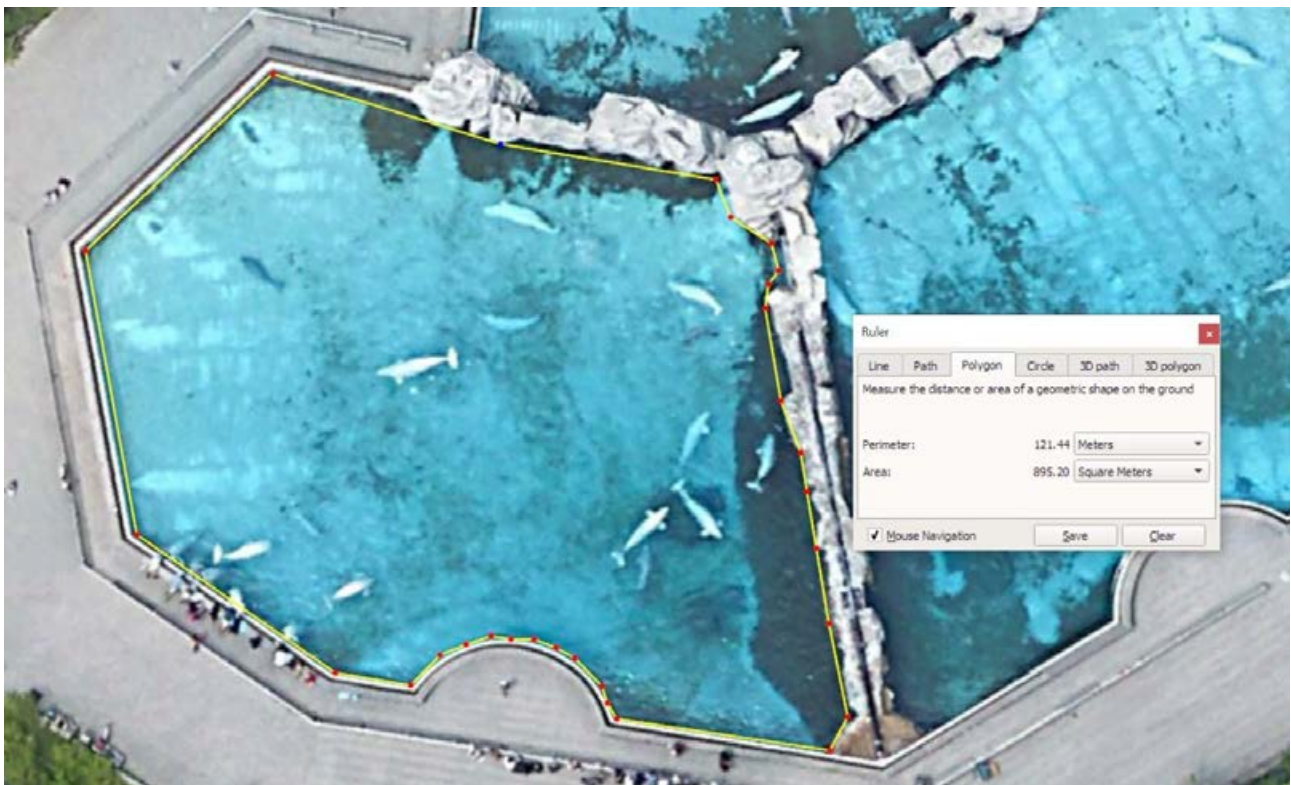 Ruler
Line Path Polygon Circle 3D path 3D polygon
Measure the distance or area of a geometric shape on the ground
Perimeter: 121.44 Meters
Area: 895.20 Square Meters
Mouse Navigation Save Clear